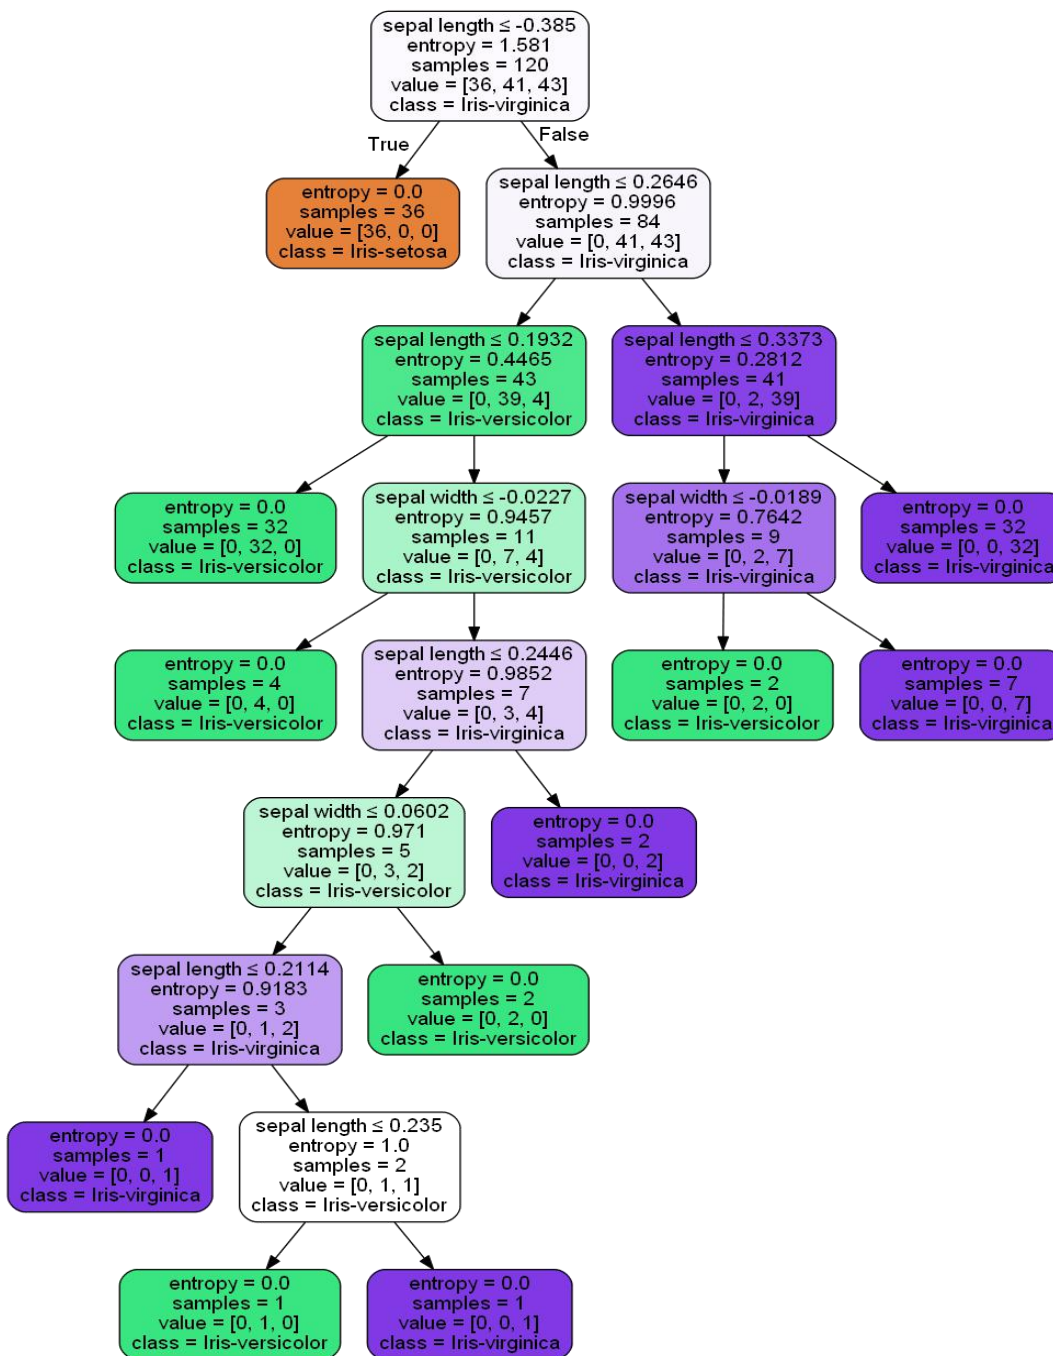 sepal length ≤ -0.385
entropy = 1.581
samples = 120
value = [36, 41, 43]
class = Iris-virginica
True
False
entropy = 0.0
samples = 36
value = [36, 0, 0]
class = Iris-setosa
sepal length ≤ 0.2646
entropy = 0.9996
samples = 84
value = [0, 41, 43]
class = Iris-virginica
sepal length ≤ 0.1932
entropy = 0.4465
samples = 43
value = [0, 39, 4]
class = Iris-versicolor
sepal length ≤ 0.3373
entropy = 0.2812
samples = 41
value = [0, 2, 39]
class = Iris-virginica
entropy = 0.0
samples = 32
value = [0, 32, 0]
class = Iris-versicolor
sepal width ≤ -0.0227
entropy = 0.9457
samples = 11
value = [0, 7, 4]
class = Iris-versicolor
sepal width ≤ -0.0189
entropy = 0.7642
samples = 9
value = [0, 2, 7]
class = Iris-virginica
entropy = 0.0
samples = 32
value = [0, 0, 32]
class = Iris-virginica
entropy = 0.0
samples = 4
value = [0, 4, 0]
class = Iris-versicolor
sepal length ≤ 0.2446
entropy = 0.9852
samples = 7
value = [0, 3, 4]
class = Iris-virginica
entropy = 0.0
samples = 2
value = [0, 2, 0]
class = Iris-versicolor
entropy = 0.0
samples = 7
value = [0, 0, 7]
class = Iris-virginica
sepal width ≤ 0.0602
entropy = 0.971
samples = 5
value = [0, 3, 2]
class = Iris-versicolor
entropy = 0.0
samples = 2
value = [0, 0, 2]
class = Iris-virginica
sepal length ≤ 0.2114
entropy = 0.9183
samples = 3
value = [0, 1, 2]
class = Iris-virginica
entropy = 0.0
samples = 2
value = [0, 2, 0]
class = Iris-versicolor
entropy = 0.0
samples = 1
value = [0, 0, 1]
class = Iris-virginica
sepal length ≤ 0.235
entropy = 1.0
samples = 2
value = [0, 1, 1]
class = Iris-versicolor
entropy = 0.0
samples = 1
value = [0, 1, 0]
class = Iris-versicolor
entropy = 0.0
samples = 1
value = [0, 0, 1]
class = Iris-virginica